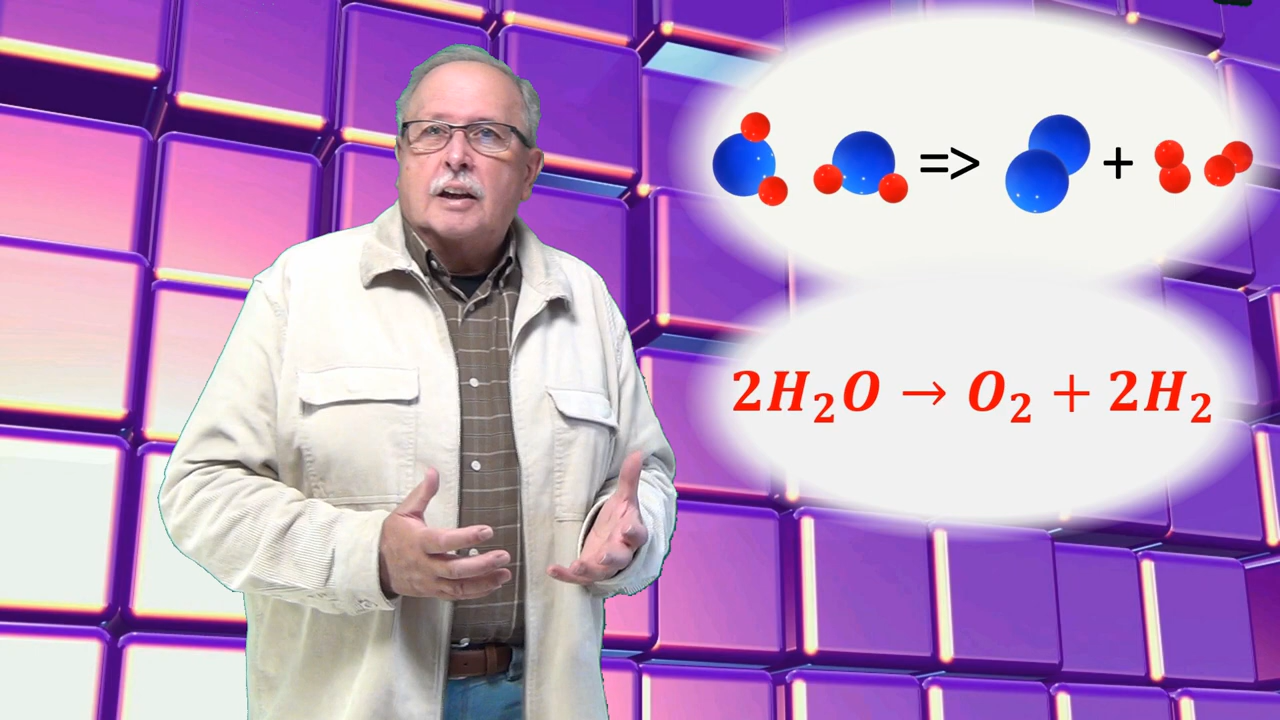 => +
2H₂O → O₂ + 2H₂